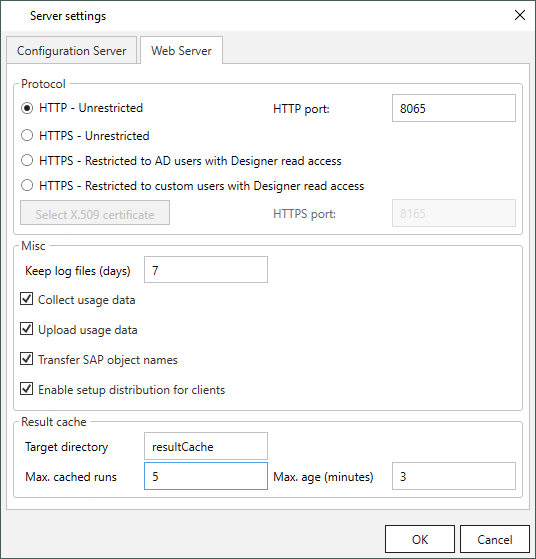 Server settings
Configuration Server Web Server
Protocol
HTTP - Unrestricted HTTP port: 8065
HTTPS - Unrestricted
HTTPS - Restricted to AD users with Designer read access
HTTPS - Restricted to custom users with Designer read access
Select X.509 certificate HTTPS port: 8165
Misc
Keep log files (days) 7
Collect usage data
Upload usage data
Transfer SAP object names
Enable setup distribution for clients
Result cache
Target directory resultCache
Max. cached runs 5 Max. age (minutes) 3
OK Cancel